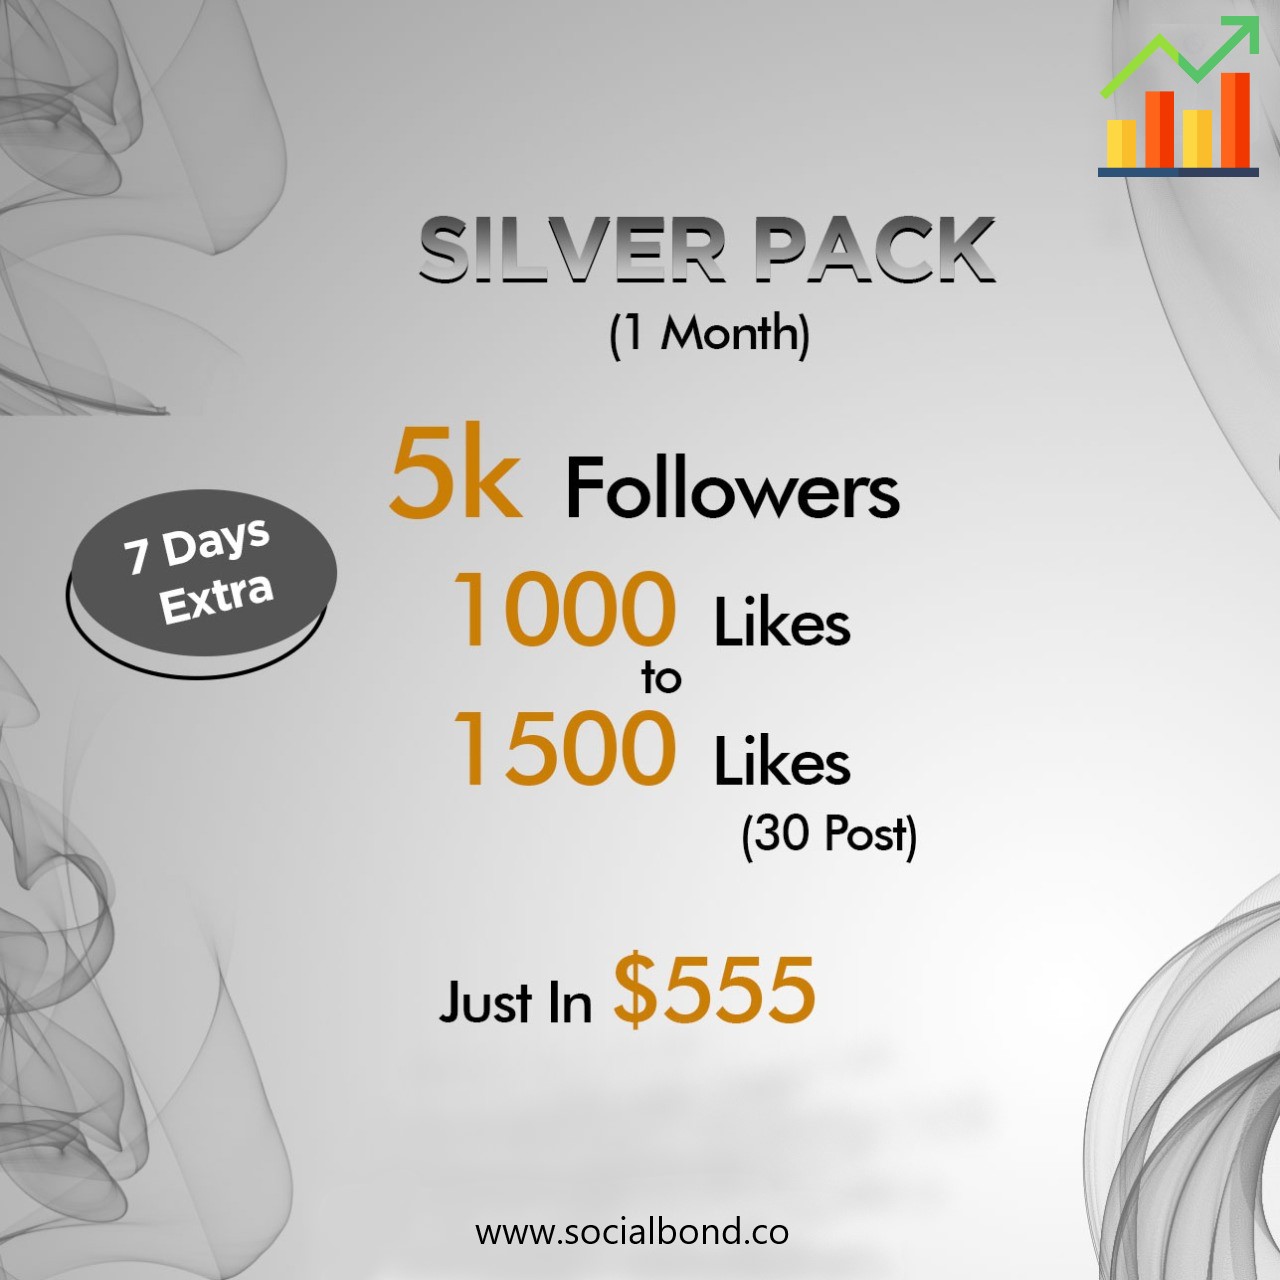 SILVER PACK
(1 Month)
5k Followers
7 Days
Extra
1000 Likes
to
1500 Likes
(30 Post)
Just In $555
www.socialbond.co